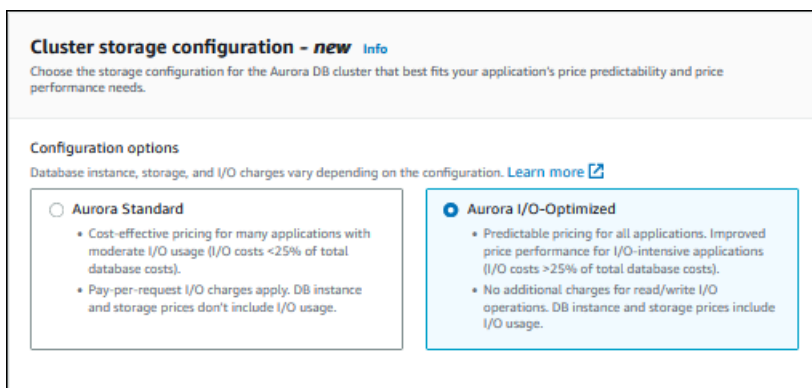 Cluster storage configuration - new Info
Choose the storage configuration for the Aurora DB cluster that best fits your application's price predictability and price
performance needs.
Configuration options
Database instance, storage, and I/O charges vary depending on the configuration. Learn more
Aurora Standard
• Cost-effective pricing for many applications with
moderate I/O usage (I/O costs <25% of total
database costs).
• Pay-per-request I/O charges apply. DB instance
and storage prices don't include I/O usage.
Aurora I/O-Optimized
• Predictable pricing for all applications. Improved
price performance for I/O-intensive applications
(I/O costs >25% of total database costs).
• No additional charges for read/write I/O
operations. DB instance and storage prices include
I/O usage.